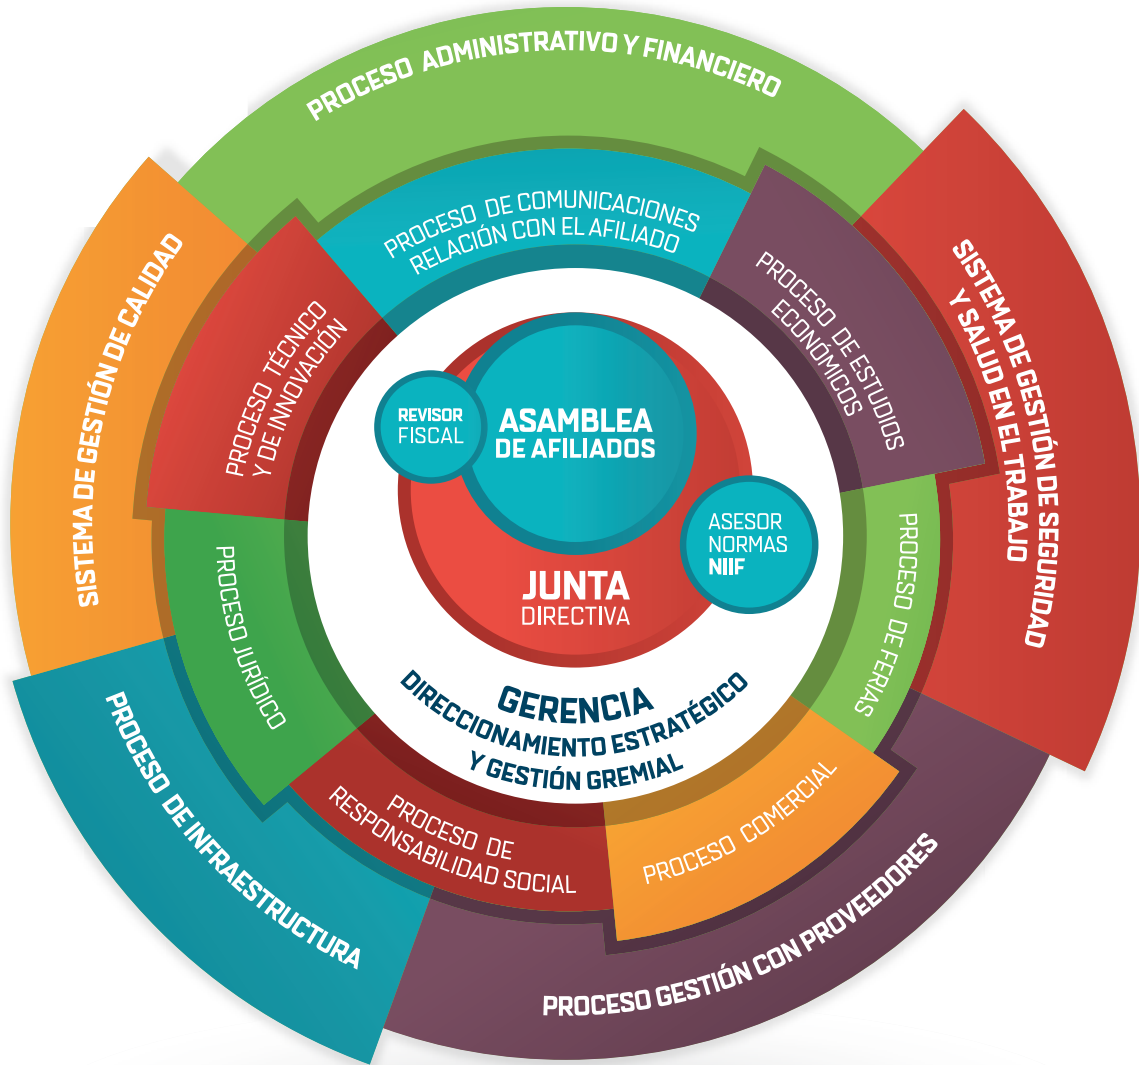 PROCESO ADMINISTRATIVO Y FINANCIERO
SISTEMA DE GESTIÓN DE SEGURIDAD
Y SALUD EN EL TRABAJO
PROCESO GESTIÓN CON PROVEEDORES
PROCESO DE INFRAESTRUCTURA
SISTEMA DE GESTIÓN DE CALIDAD
PROCESO DE COMUNICACIONES
RELACIÓN CON EL AFILIADO
PROCESO DE ESTUDIOS
ECONÓMICOS
PROCESO DE FERIAS
PROCESO COMERCIAL
PROCESO DE
RESPONSABILIDAD SOCIAL
PROCESO JURÍDICO
PROCESO TÉCNICO
Y DE INNOVACIÓN
REVISOR
FISCAL
ASAMBLEA
DE AFILIADOS
ASESOR
NORMAS
NIIF
JUNTA
DIRECTIVA
GERENCIA
DIRECCIONAMIENTO ESTRATÉGICO
Y GESTIÓN GREMIAL